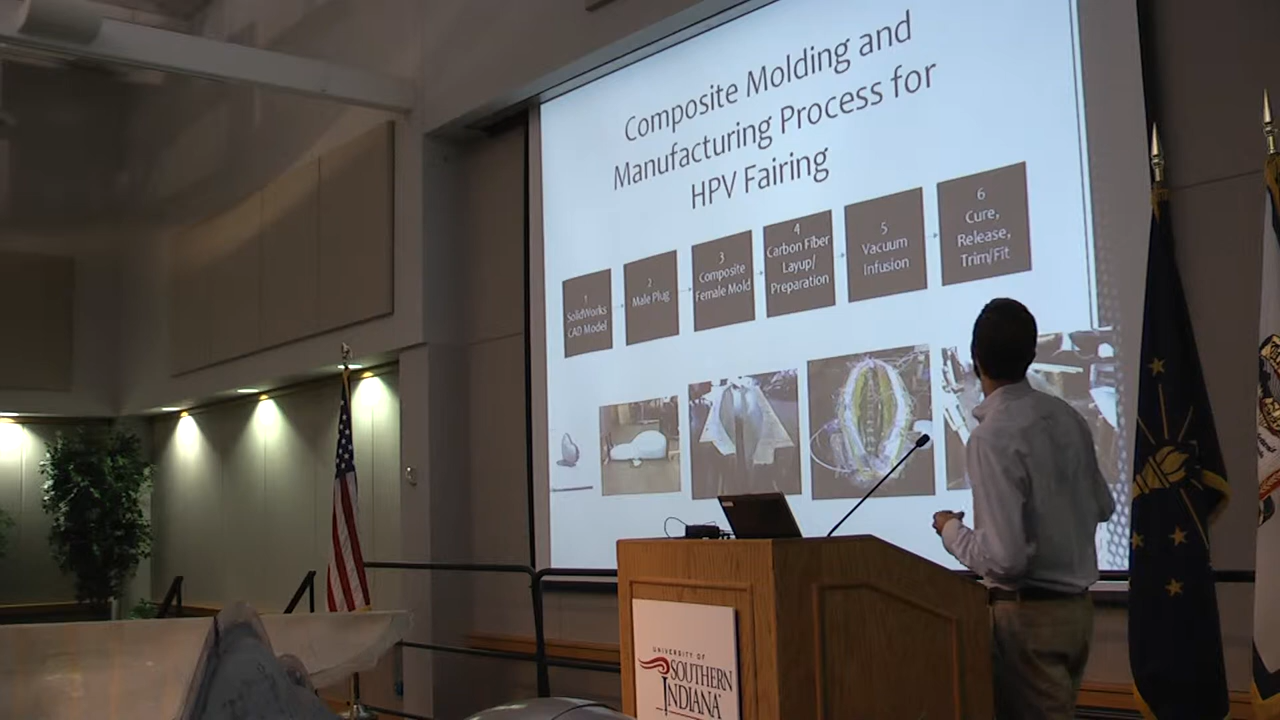 Composite Molding and
Manufacturing Process for
HPV Fairing
1
SolidWorks
CAD Model
2
Male Plug
3
Composite
Female Mold
4
Carbon Fiber
Layup/
Preparation
5
Vacuum
Infusion
6
Cure,
Release,
Trim/Fit
UNIVERSITY OF
SOUTHERN
INDIANA